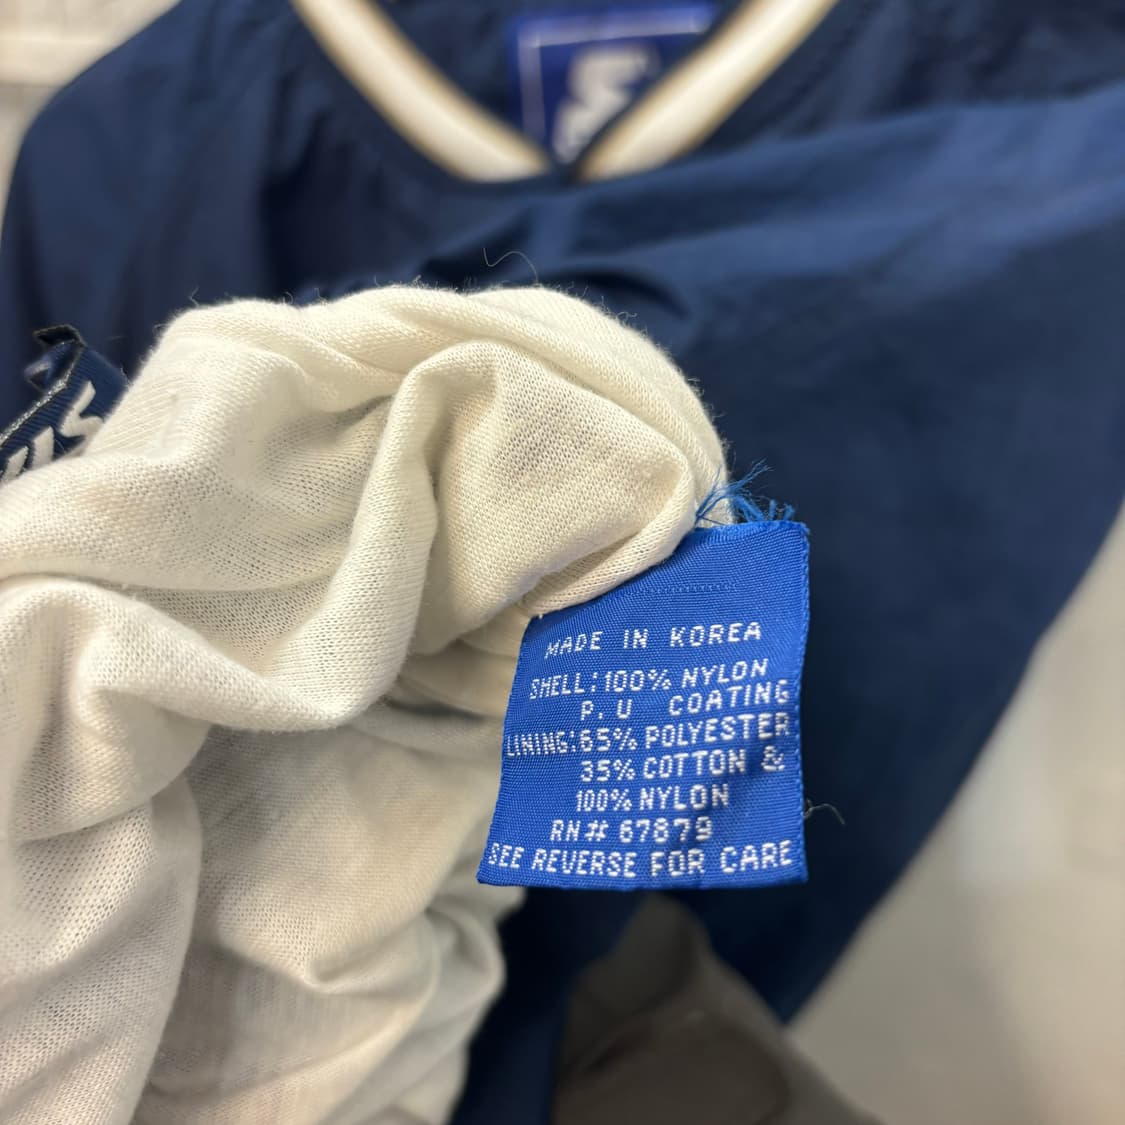 MADE IN KOREA
SHELL:100% NYLON
P.U COATING
LINING:65% POLYESTER
35% COTTON &
100% NYLON
RN# 67879
SEE REVERSE FOR CARE